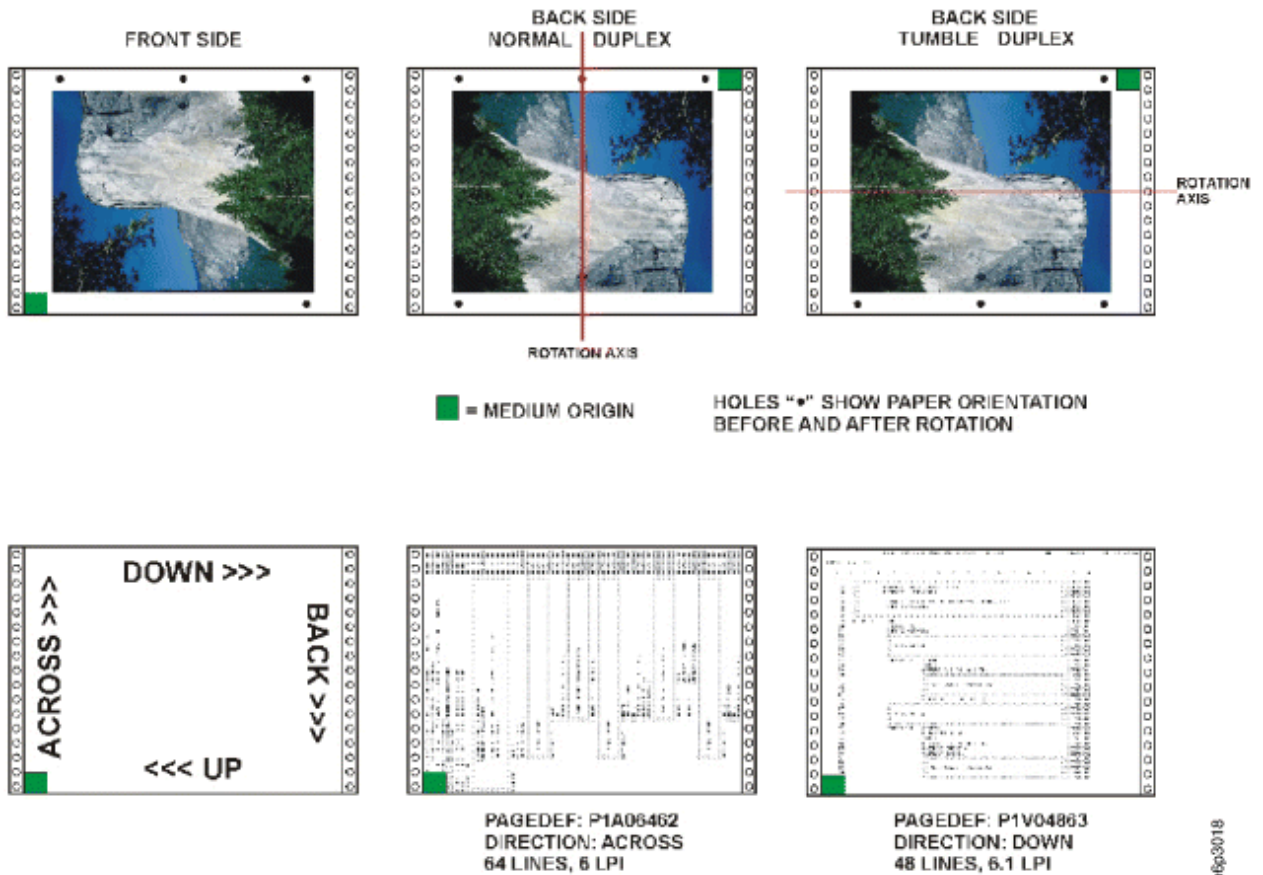 FRONT SIDE
BACK SIDE
NORMAL DUPLEX
BACK SIDE
TUMBLE DUPLEX
ROTATION
AXIS
ROTATION AXIS
= MEDIUM ORIGIN
HOLES “•” SHOW PAPER ORIENTATION
BEFORE AND AFTER ROTATION
DOWN >>>
ACROSS >>>
BACK >>>
<<< UP
PAGEDEF: P1A06462
DIRECTION: ACROSS
64 LINES, 6 LPI
PAGEDEF: P1V04863
DIRECTION: DOWN
48 LINES, 6.1 LPI